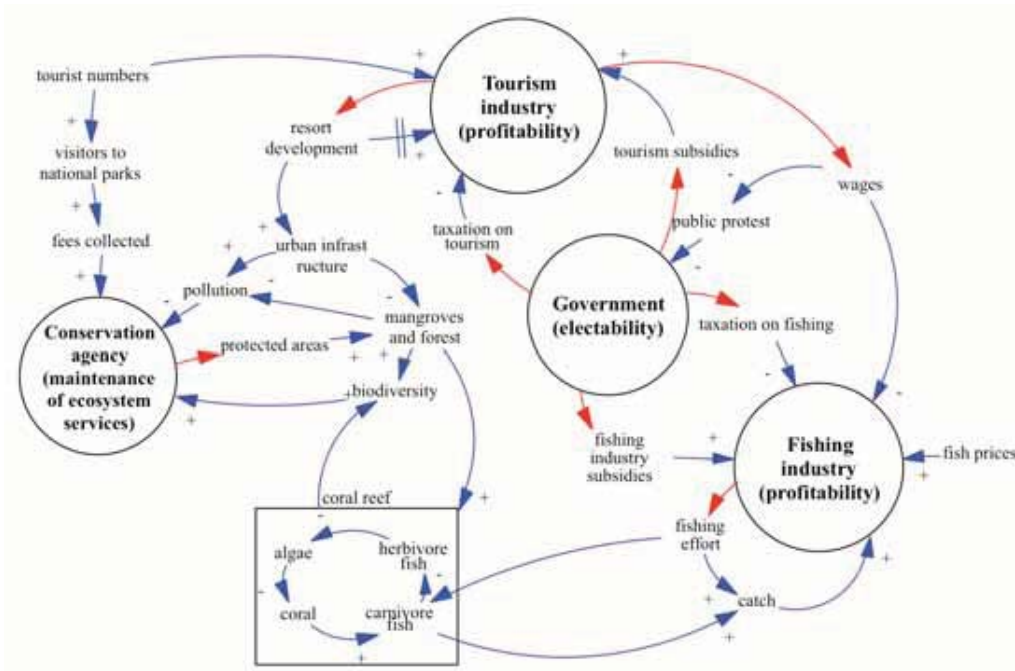 tourist numbers
+
+
+
Tourism
industry
(profitability)
+
visitors to
national parks
resort
development
+
tourism subsidies
wages
+
-
-
fees collected
+
taxation on
tourism
public protest
+
+
urban infrast
ructure
-
pollution
-
-
-
Conservation
agency
(maintenance
of ecosystem
services)
protected areas
+
+
mangroves
and forest
Government
(electability)
taxation on fishing
+
biodiversity
+
-
-
fishing
industry
subsidies
+
Fishing
industry
(profitability)
fish prices
+
coral reef
-
+
algae
herbivore
fish
-
-
coral
carnivore
fish
+
fishing
effort
+
catch
+
+